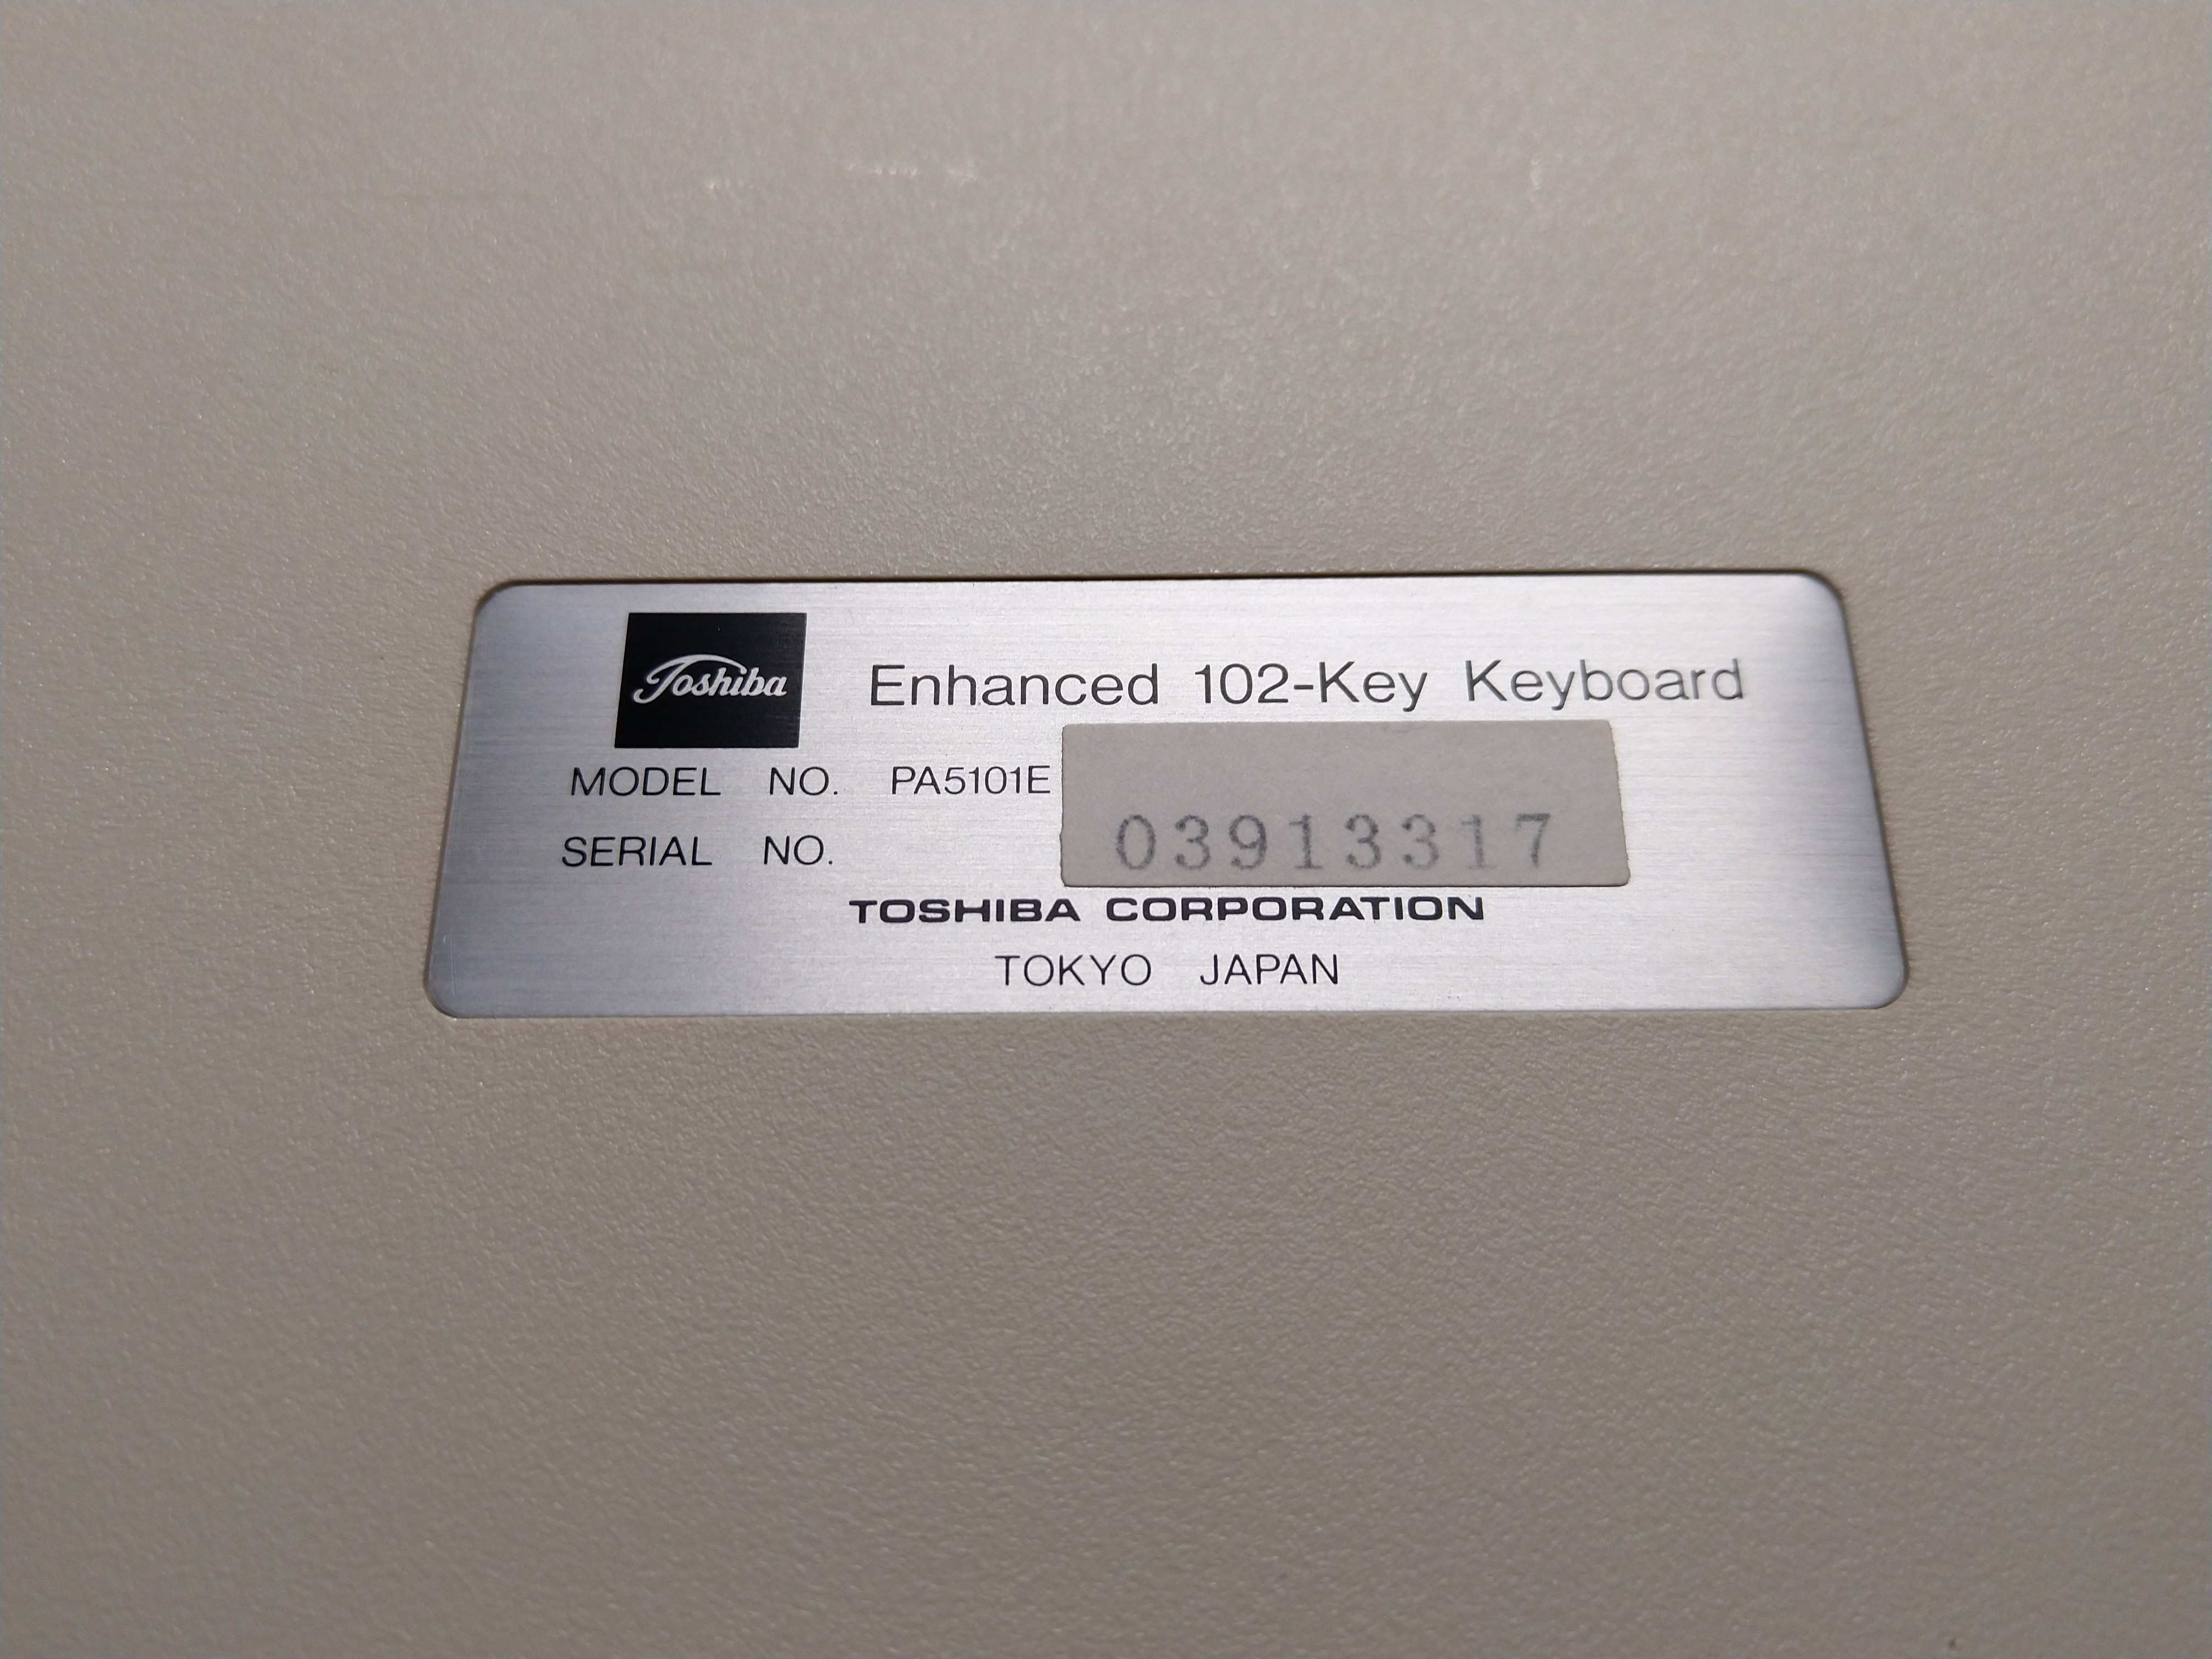 Toshiba
Enhanced 102-Key Keyboard
MODEL NO. PA5101E
SERIAL NO. 03913317
TOSHIBA CORPORATION
TOKYO JAPAN